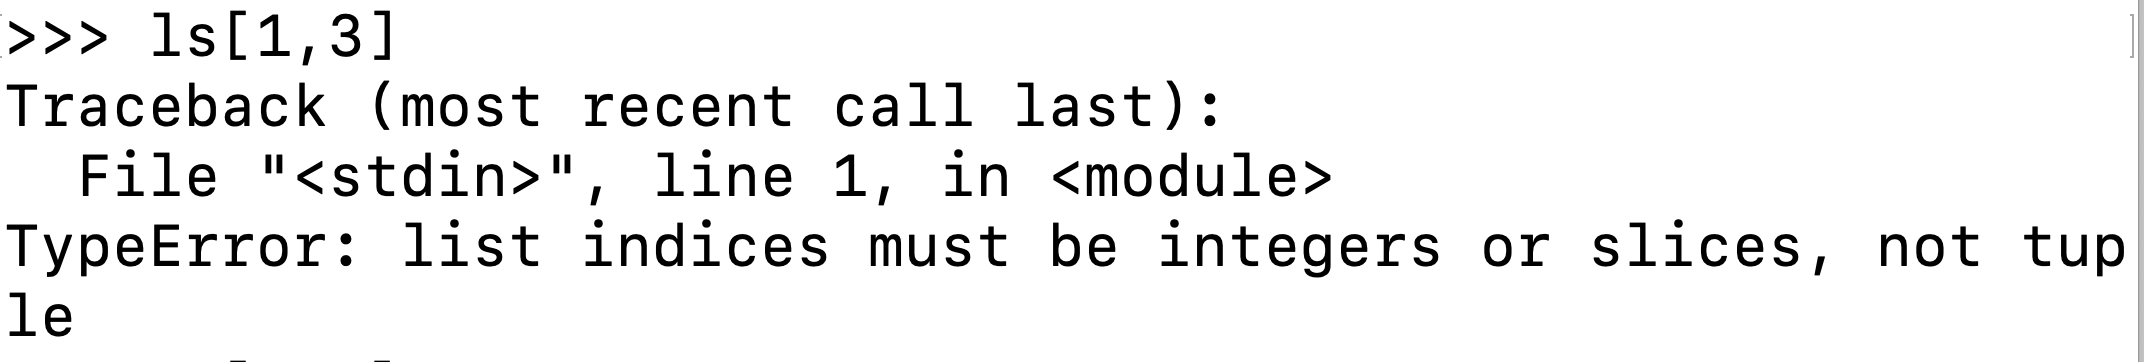 >>> ls[1,3]
Traceback (most recent call last):
  File "<stdin>", line 1, in <module>
TypeError: list indices must be integers or slices, not tup
le